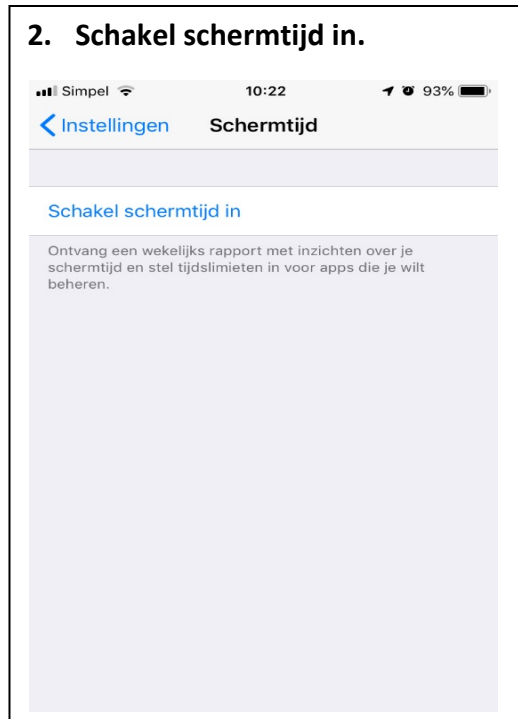 2. Schakel schermtijd in.
Simpel 10:22 93%
Instellingen Schermtijd
Schakel schermtijd in
Ontvang een wekelijks rapport met inzichten over je
schermtijd en stel tijdslimieten in voor apps die je wilt
beheren.